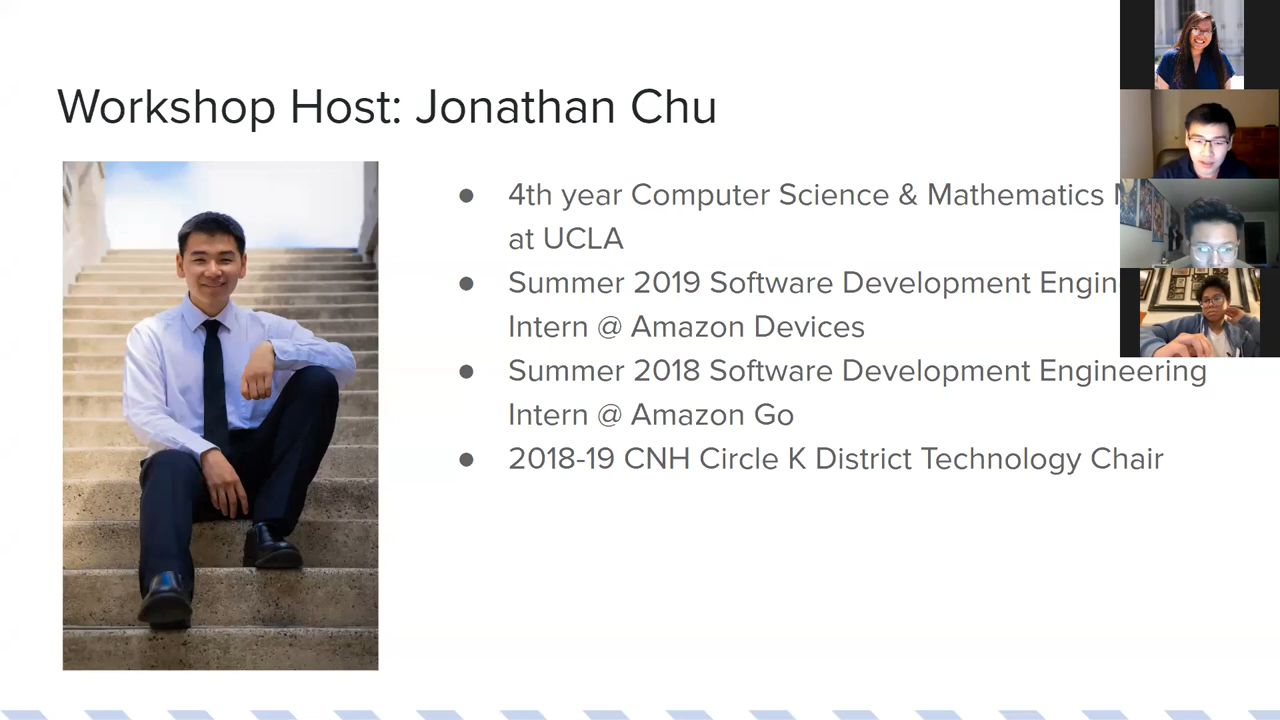 Workshop Host: Jonathan Chu
● 4th year Computer Science & Mathematics
at UCLA
● Summer 2019 Software Development
Intern @ Amazon Devices
● Summer 2018 Software Development Engineering
Intern @ Amazon Go
● 2018-19 CNH Circle K District Technology Chair